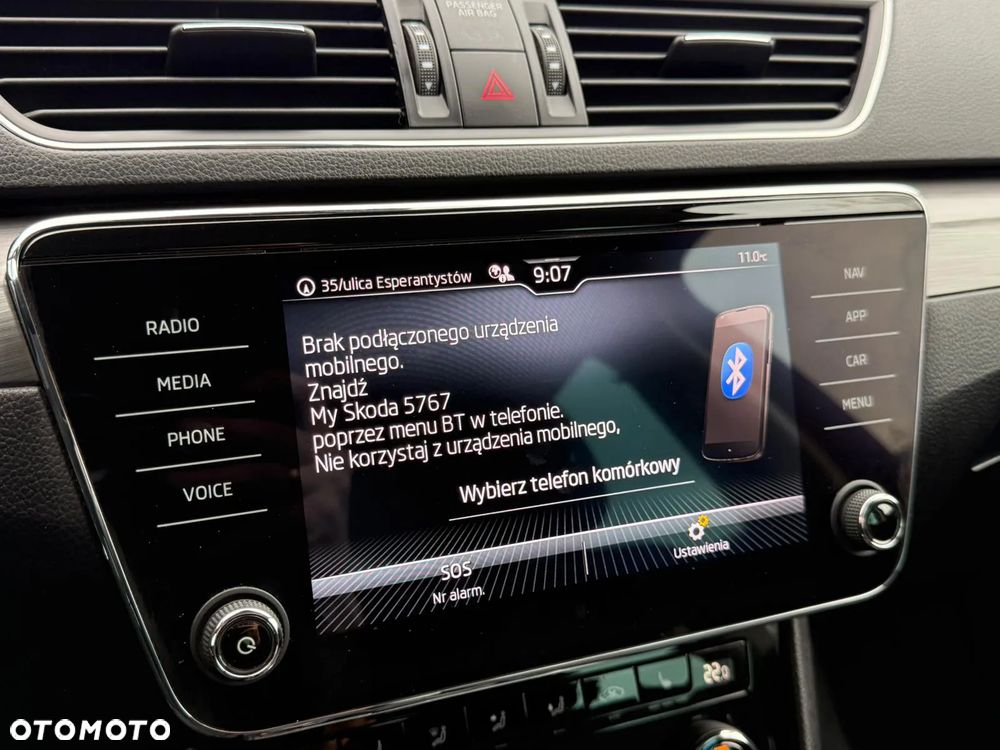 PASSENGER
AIR BAG
35/ulica Esperantystów
9:07
11.0°C
RADIO
MEDIA
PHONE
VOICE
Brak podłączonego urządzenia
mobilnego.
Znajdź
My Skoda 5767
poprzez menu BT w telefonie.
Nie korzystaj z urządzenia mobilnego,
Wybierz telefon komórkowy
SOS
Nr alarm.
Ustawienia
NAV
APP
CAR
MENU
22.0
OTOMOTO